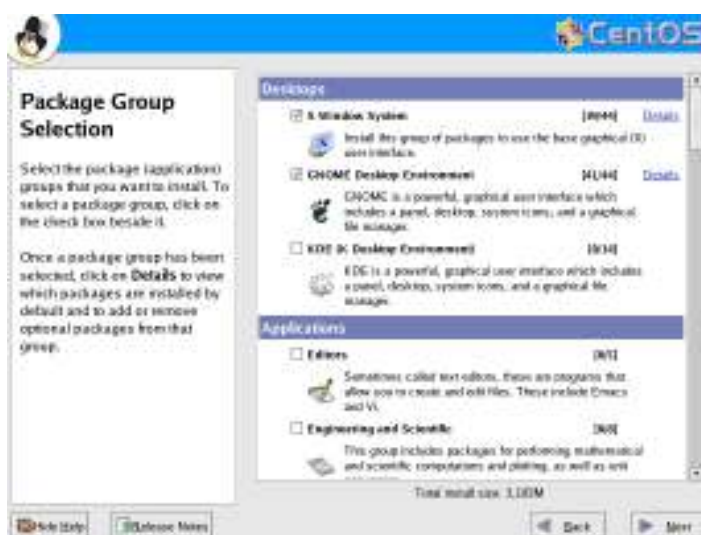 CentOS
Package Group
Selection
Select the package (application)
groups that you want to install. To
select a package group, click on
the check box beside it.
Once a package group has been
selected, click on Details to view
which packages are installed by
default and to add or remove
optional packages from that
group.
Desktops
X Window System Details
Install this group of packages to use the base graphical (X)
user interface.
GNOME Desktop Environment [41/44] Details
GNOME is a powerful, graphical user interface which
includes a panel, desktop, system icons, and a graphical
file manager.
KDE (K Desktop Environment)
KDE is a powerful, graphical user interface which includes
a panel, desktop, system icons, and a graphical file
manager.
Applications
Editors
Sometimes called text editors, these are programs that
allow you to create and edit files. These include Emacs
and Vi.
Engineering and Scientific
This group includes packages for performing mathematical
and scientific computations and plotting, as well as unit
Total install size:
Hide Help
Release Notes
Back
Next